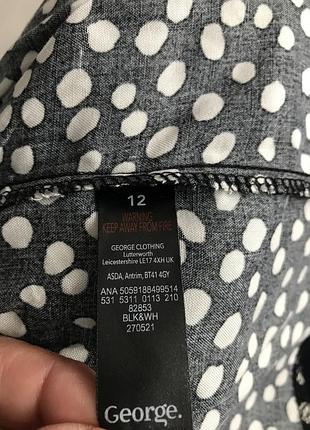 12
WARNING
KEEP AWAY FROM FIRE
GEORGE CLOTHING
Lutterworth
Leicestershire LE17 4XH UK
ASDA, Antrim, BT41 4GY
ANA 5059188499514
531 5311 0113 210
82853
BLK&WH
270521
George.